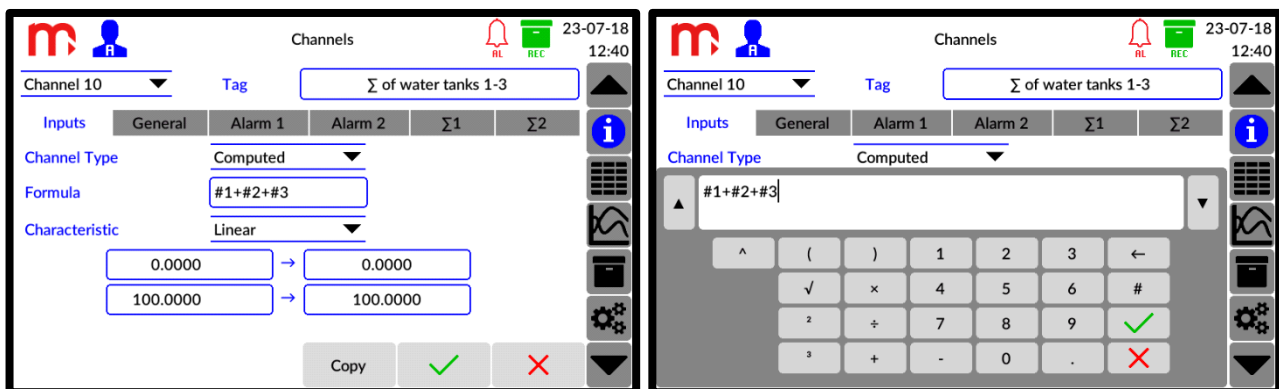 Channels
AL
REC
23-07-18
12:40
Channel 10
Tag
∑ of water tanks 1-3
Inputs
General
Alarm 1
Alarm 2
∑1
∑2
Channel Type
Computed
Formula
#1+#2+#3
Characteristic
Linear
0.0000 → 0.0000
100.0000 → 100.0000
Copy
Channels
AL
REC
23-07-18
12:40
Channel 10
Tag
∑ of water tanks 1-3
Inputs
General
Alarm 1
Alarm 2
∑1
∑2
Channel Type
Computed
#1+#2+#3
^ ( ) 1 2 3 ←
√ × 4 5 6 #
² ÷ 7 8 9
³ + - 0 .